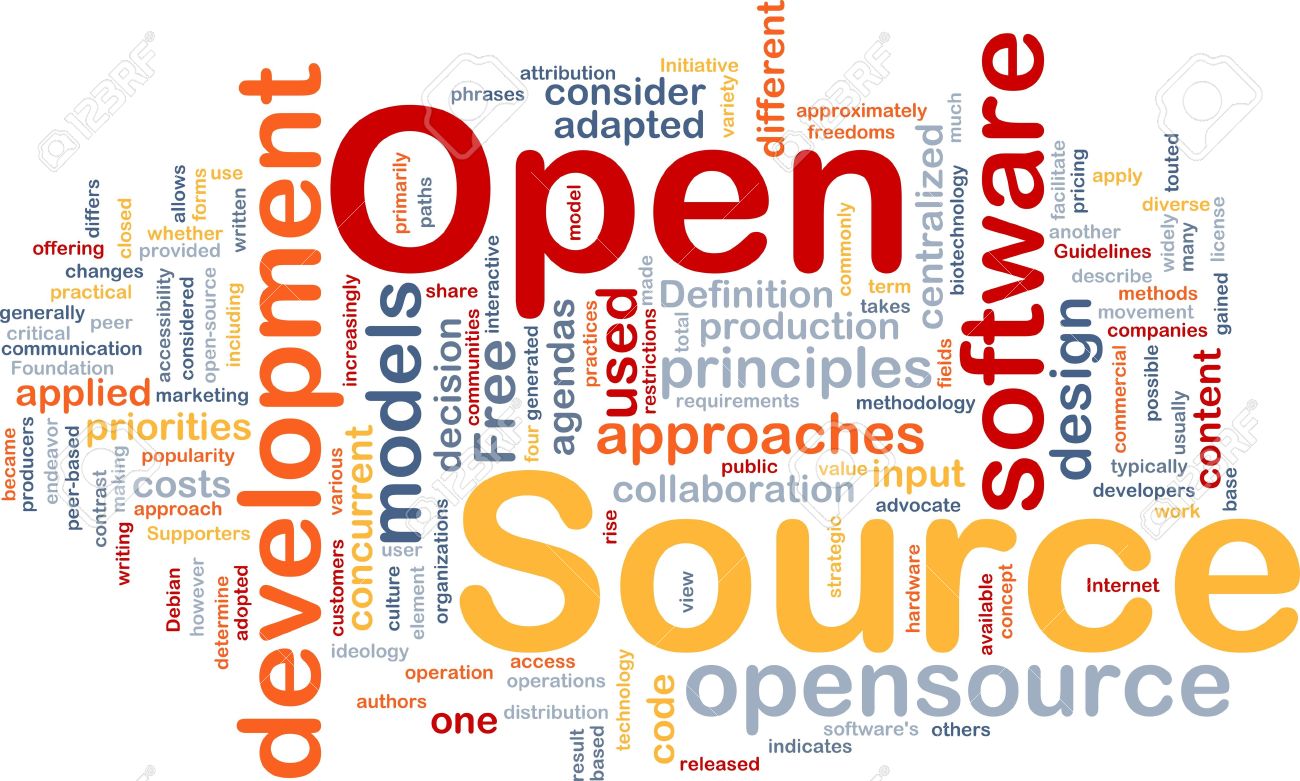 Open
Source
software
development
opensource
models
Free
used
approaches
principles
production
Definition
centralized
different
consider
adapted
attribution
phrases
Initiative
variety
approximately
freedoms
much
biotechnology
facilitate
pricing
apply
touted
diverse
another
Guidelines
widely
many
license
describe
methods
movement
companies
gained
design
commercial
possible
usually
content
typically
developers
base
work
commonly
term
takes
fields
methodology
made
total
restrictions
practices
requirements
public
value
input
collaboration
advocate
primarily
paths
model
share
interactive
communities
decision
generated
four
agendas
increasingly
differs
closed
allows
forms
use
whether
written
offering
provided
changes
practical
accessibility
considered
open-source
including
generally
critical
peer
communication
Foundation
applied
marketing
priorities
became
producers
endeavor
peer-based
contrast
making
popularity
costs
approach
Supporters
writing
Debian
however
determine
adopted
various
concurrent
customers
culture
user
element
organizations
ideology
rise
view
strategic
hardware
available
concept
Internet
operation
access
operations
authors
one
distribution
technology
code
result
based
released
software's
others
indicates
123RF
123RF
123RF
123RF